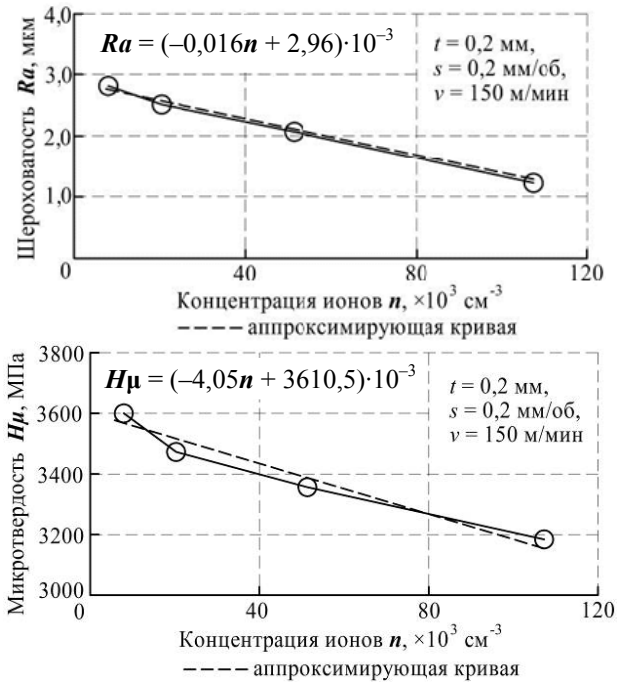 4,0
Ra = (–0,016n + 2,96)·10⁻³
t = 0,2 мм,
s = 0,2 мм/об,
v = 150 м/мин
3,0
2,0
1,0
0
40
80
120
Шероховатость Ra, мкм
Концентрация ионов n, ×10³ см⁻³
аппроксимирующая кривая
3800
Hμ = (–4,05n + 3610,5)·10⁻³
t = 0,2 мм,
s = 0,2 мм/об,
v = 150 м/мин
3600
3400
3200
3000
0
40
80
120
Микротвердость Hμ, МПа
Концентрация ионов n, ×10³ см⁻³
аппроксимирующая кривая